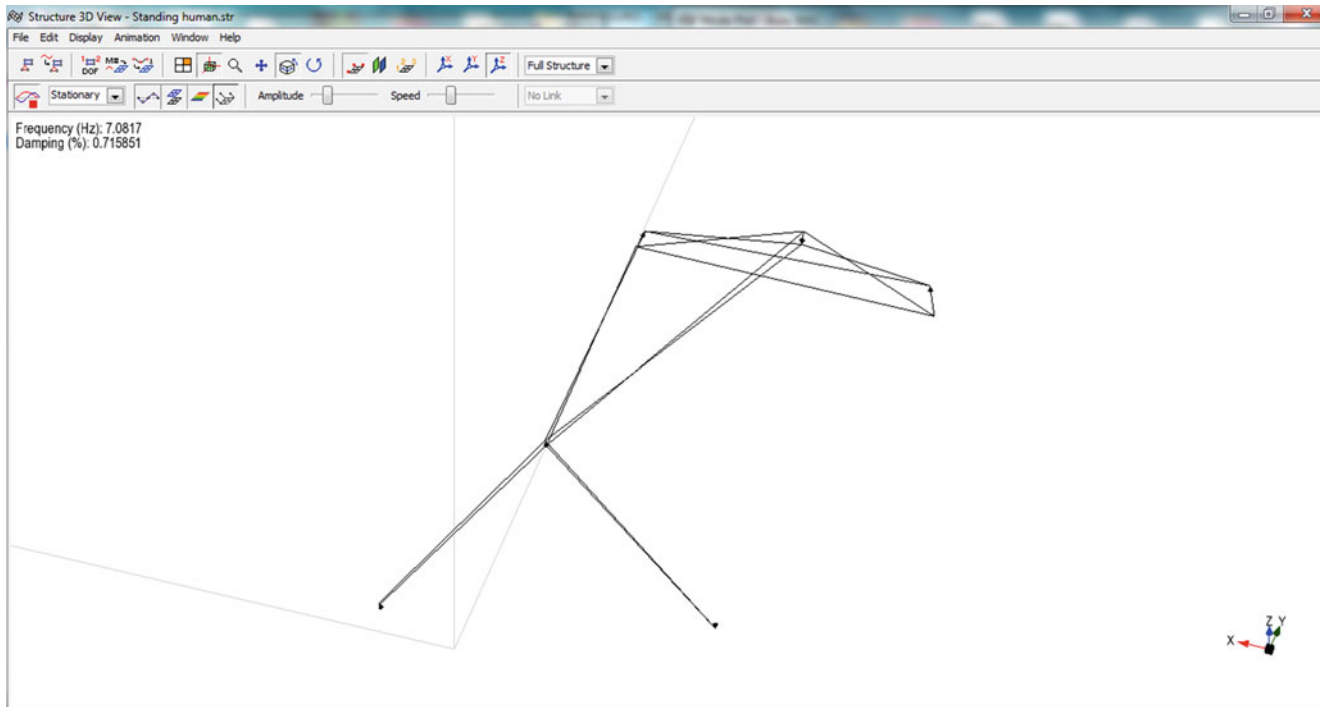 Structure 3D View - Standing human.str
File Edit Display Animation Window Help
DOF Full Structure
Stationary Amplitude Speed No Link
Frequency (Hz): 7.0817
Damping (%): 0.715851
Z Y
X